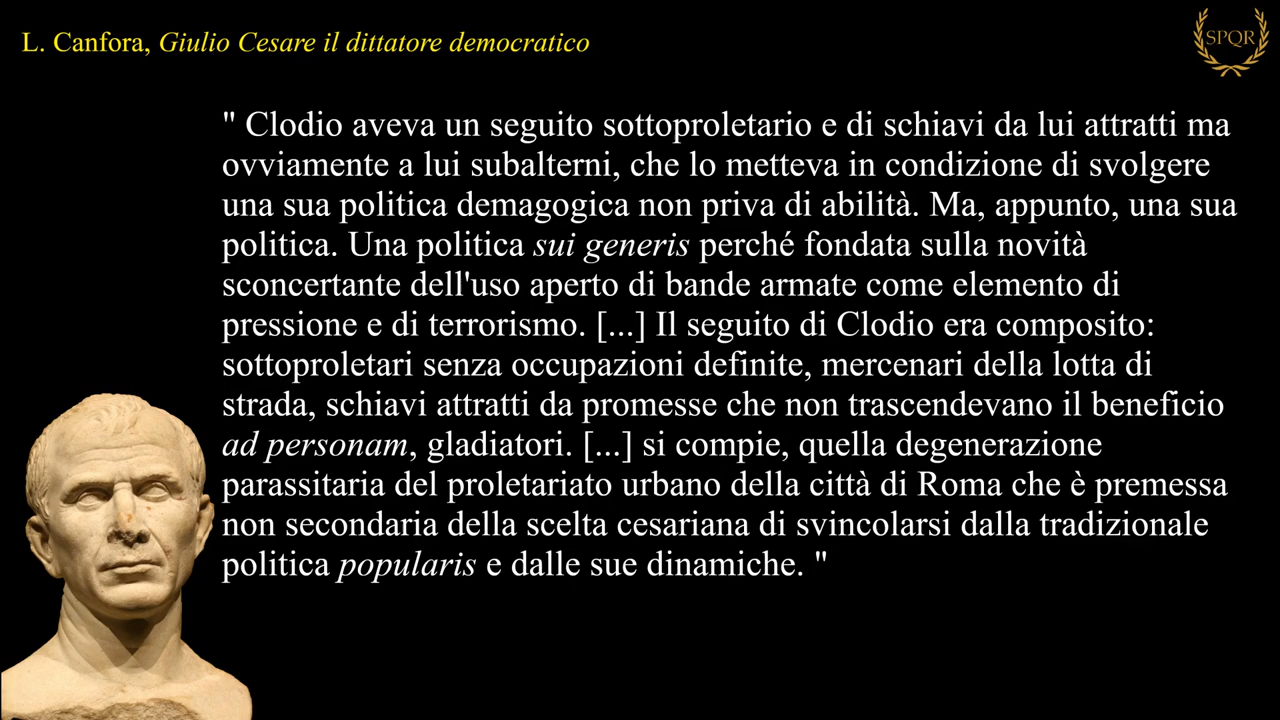 L. Canfora, Giulio Cesare il dittatore democratico
SPQR
" Clodio aveva un seguito sottoproletario e di schiavi da lui attratti ma
ovviamente a lui subalterni, che lo metteva in condizione di svolgere
una sua politica demagogica non priva di abilità. Ma, appunto, una sua
politica. Una politica sui generis perché fondata sulla novità
sconcertante dell'uso aperto di bande armate come elemento di
pressione e di terrorismo. [...] Il seguito di Clodio era composito:
sottoproletari senza occupazioni definite, mercenari della lotta di
strada, schiavi attratti da promesse che non trascendevano il beneficio
ad personam, gladiatori. [...] si compie, quella degenerazione
parassitaria del proletariato urbano della città di Roma che è premessa
non secondaria della scelta cesariana di svincolarsi dalla tradizionale
politica popularis e dalle sue dinamiche. "